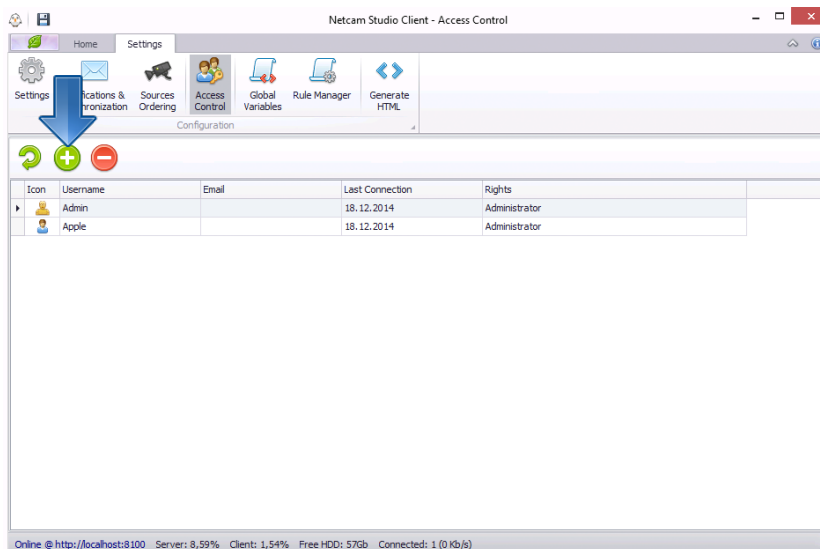 Netcam Studio Client - Access Control
Home Settings
Settings
Sources Ordering
Access Control
Global Variables
Rule Manager
Generate HTML
Configuration
Icon Username Email Last Connection Rights
Admin 18.12.2014 Administrator
Apple 18.12.2014 Administrator
Online @ http://localhost:8100 Server: 8,59% Client: 1,54% Free HDD: 57Gb Connected: 1 (0 Kb/s)